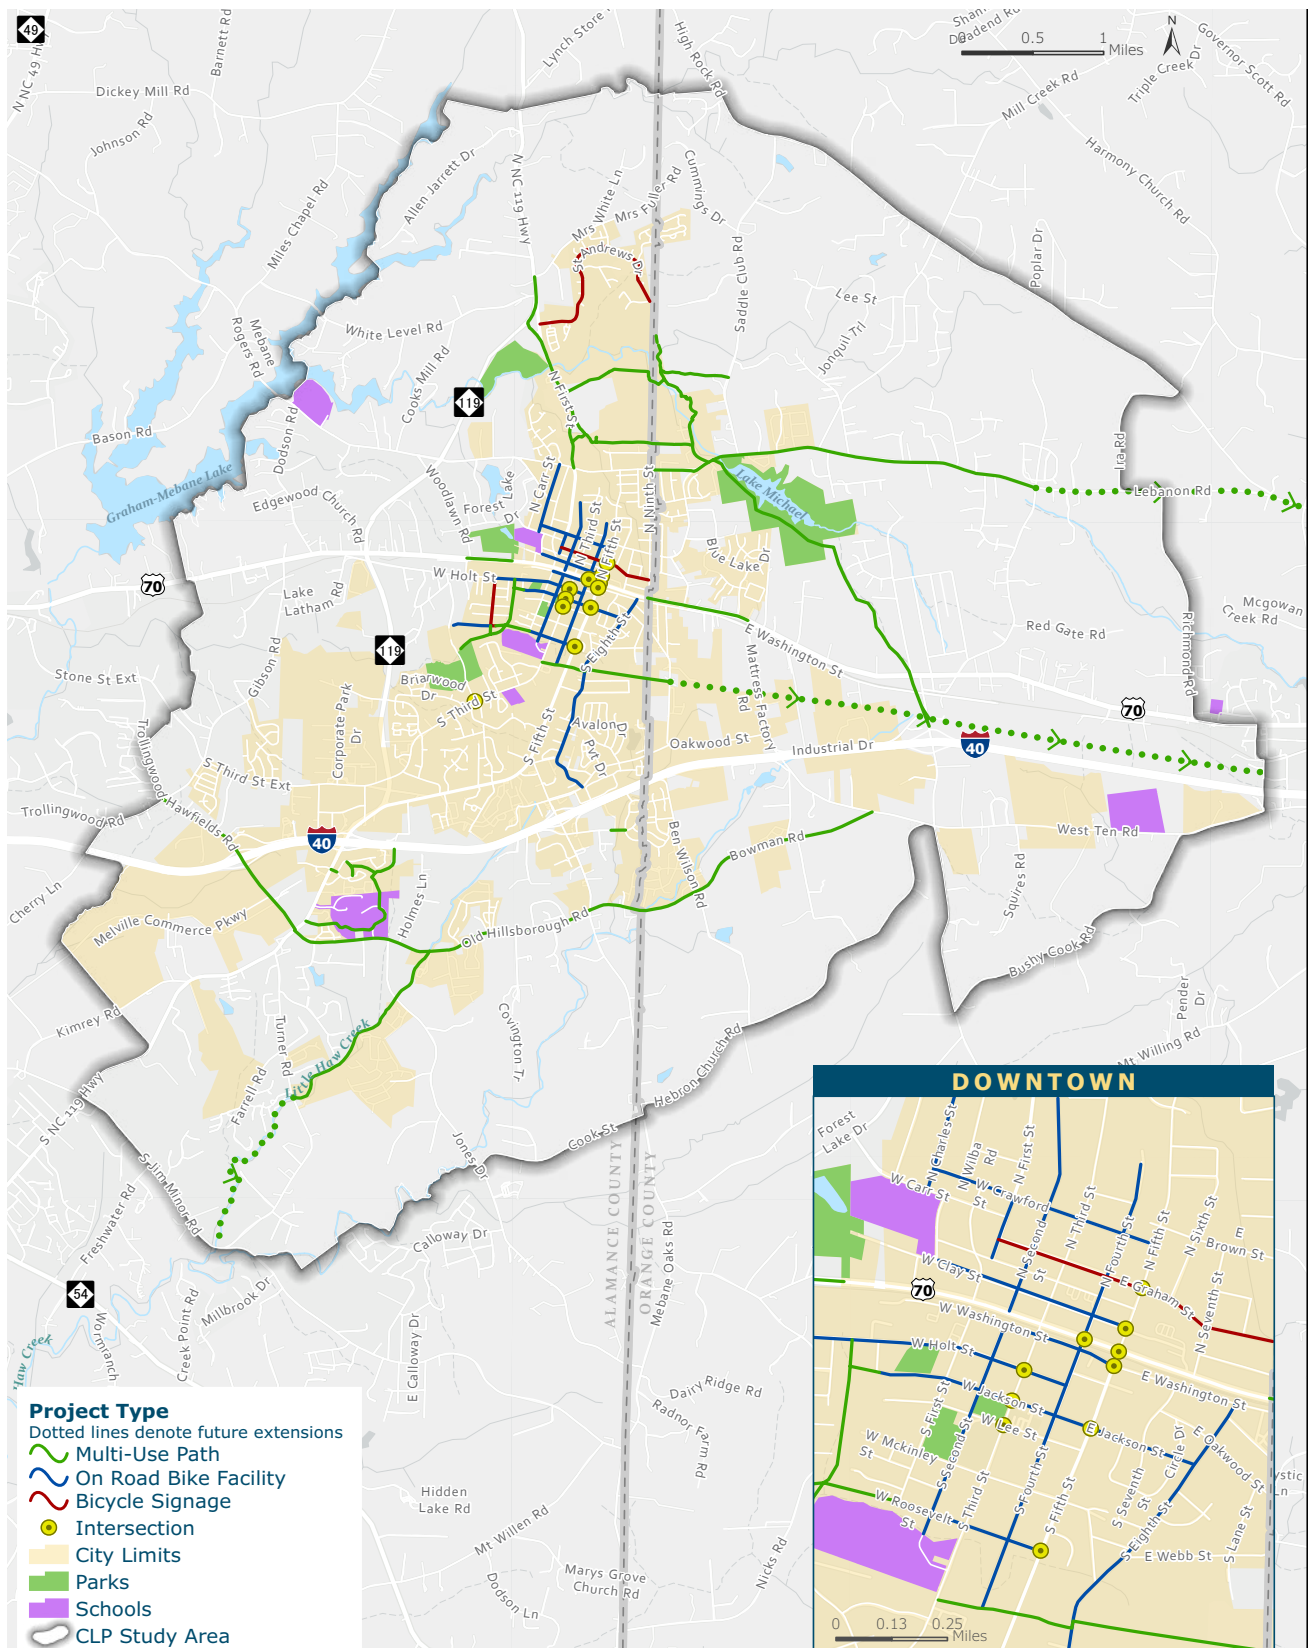 49
N NC 49 Hwy
Barnett Rd
Lynch Store Rd
High Rock Rd
Deadend Rd
0 0.5 1
Miles
N
Governor Scott Rd
Triple Creek Dr
Mill Creek Rd
Dickey Mill Rd
Johnson Rd
Harmony Church Rd
Allen Jarrett Dr
N NC 119 Hwy
Mrs White Ln
Mrs Fuller Rd
Cummings Dr
Miles Chapel Rd
St Andrews Dr
Saddle Club Rd
Poplar Dr
Lee St
White Level Rd
Mebane Rogers Rd
Jonquil Trl
Cooks Mill Rd
119
N First St
Bason Rd
Dodson Rd
Ira Rd
Graham-Mebane Lake
Woodlawn Rd
Forest Lake Dr
N Carr St
N Ninth St
Lake Michael
Lebanon Rd
Edgewood Church Rd
N Third St
N Fifth St
Blue Lake Dr
70
W Holt St
Lake Latham Rd
Mcgowan Creek Rd
Richmond Rd
Red Gate Rd
119
E Washington St
S Eighth St
Stone St Ext
Gibson Rd
Briarwood Dr
S Third St
Mattress Factory Rd
70
Corporate Park Dr
S Fifth St
Avalon Dr
Pvt Dr
Oakwood St
Industrial Dr
40
Trollingwood Hawfields Rd
S Third St Ext
Trollingwood Rd
40
Ben Wilson Rd
Bowman Rd
West Ten Rd
Cherry Ln
Squires Rd
Holmes Ln
Melville Commerce Pkwy
Old Hillsborough Rd
Bushy Cook Rd
Kimrey Rd
Pender Dr
Turner Rd
Covington Tr
Little Haw Creek
Mt Willing Rd
Farrell Rd
Hebron Church Rd
S NC 119 Hwy
Cook St
Jones Dr
S Jim Minor Rd
ALAMANCE COUNTY
ORANGE COUNTY
Freshwater Rd
Calloway Dr
Mebane Oaks Rd
54
Millbrook Dr
Wormranch
Creek Point Rd
E Calloway Dr
Haw Creek
Dairy Ridge Rd
Radnor Farm Rd
Hidden Lake Rd
Mt Willen Rd
Nicks Rd
Marys Grove Church Rd
Dodson Ln
DOWNTOWN
Forest Lake Dr
N Charles St
N Wilba Rd
N First St
W Carr St
W Crawford St
N Third St
N Second St
N Fourth St
N Fifth St
N Sixth St
E Brown St
W Clay St
70
E Graham St
N Seventh St
W Washington St
W Holt St
E Washington St
W Jackson St
S First St
W Lee St
E Jackson St
Circle Dr
E Oakwood St
W Mckinley St
S Second St
S Third St
S Fourth St
S Fifth St
S Seventh St
W Roosevelt St
S Eighth St
E Webb St
S Lane St
0 0.13 0.25
Miles
Project Type
Dotted lines denote future extensions
Multi-Use Path
On Road Bike Facility
Bicycle Signage
Intersection
City Limits
Parks
Schools
CLP Study Area